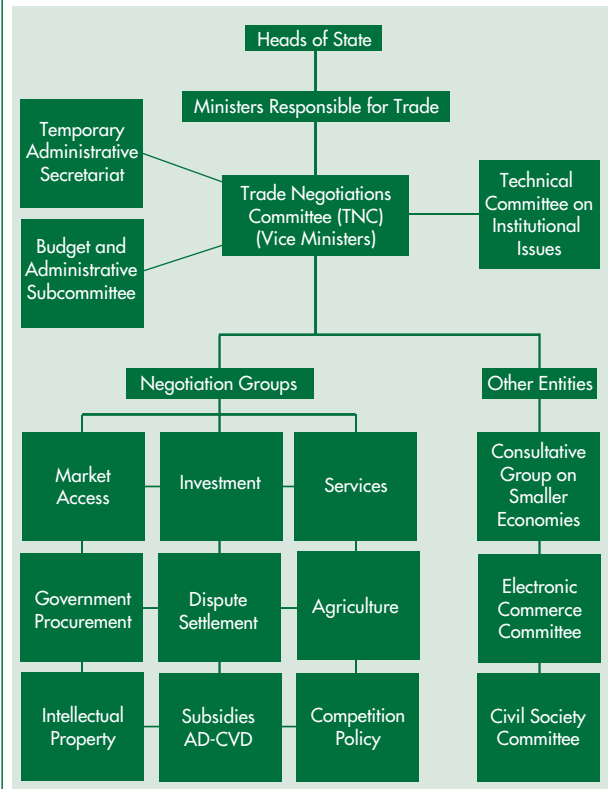 Heads of State
Ministers Responsible for Trade
Temporary
Administrative
Secretariat
Trade Negotiations
Committee (TNC)
(Vice Ministers)
Technical
Committee on
Institutional
Issues
Budget and
Administrative
Subcommittee
Negotiation Groups
Other Entities
Market
Access
Investment
Services
Consultative
Group on
Smaller
Economies
Government
Procurement
Dispute
Settlement
Agriculture
Electronic
Commerce
Committee
Intellectual
Property
Subsidies
AD-CVD
Competition
Policy
Civil Society
Committee